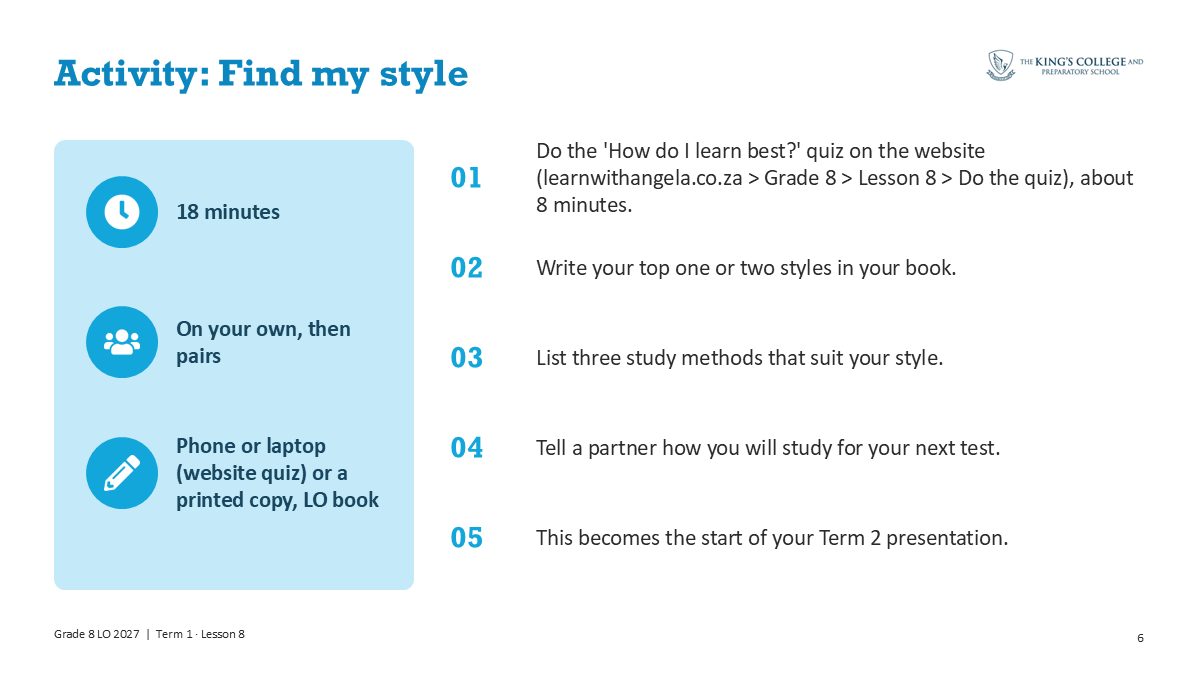 Activity: Find my style
THE KING'S COLLEGE AND
PREPARATORY SCHOOL
18 minutes
On your own, then
pairs
Phone or laptop
(website quiz) or a
printed copy, LO book
01
Do the 'How do I learn best?' quiz on the website
(learnwithangela.co.za > Grade 8 > Lesson 8 > Do the quiz), about
8 minutes.
02
Write your top one or two styles in your book.
03
List three study methods that suit your style.
04
Tell a partner how you will study for your next test.
05
This becomes the start of your Term 2 presentation.
Grade 8 LO 2027 | Term 1 · Lesson 8
6